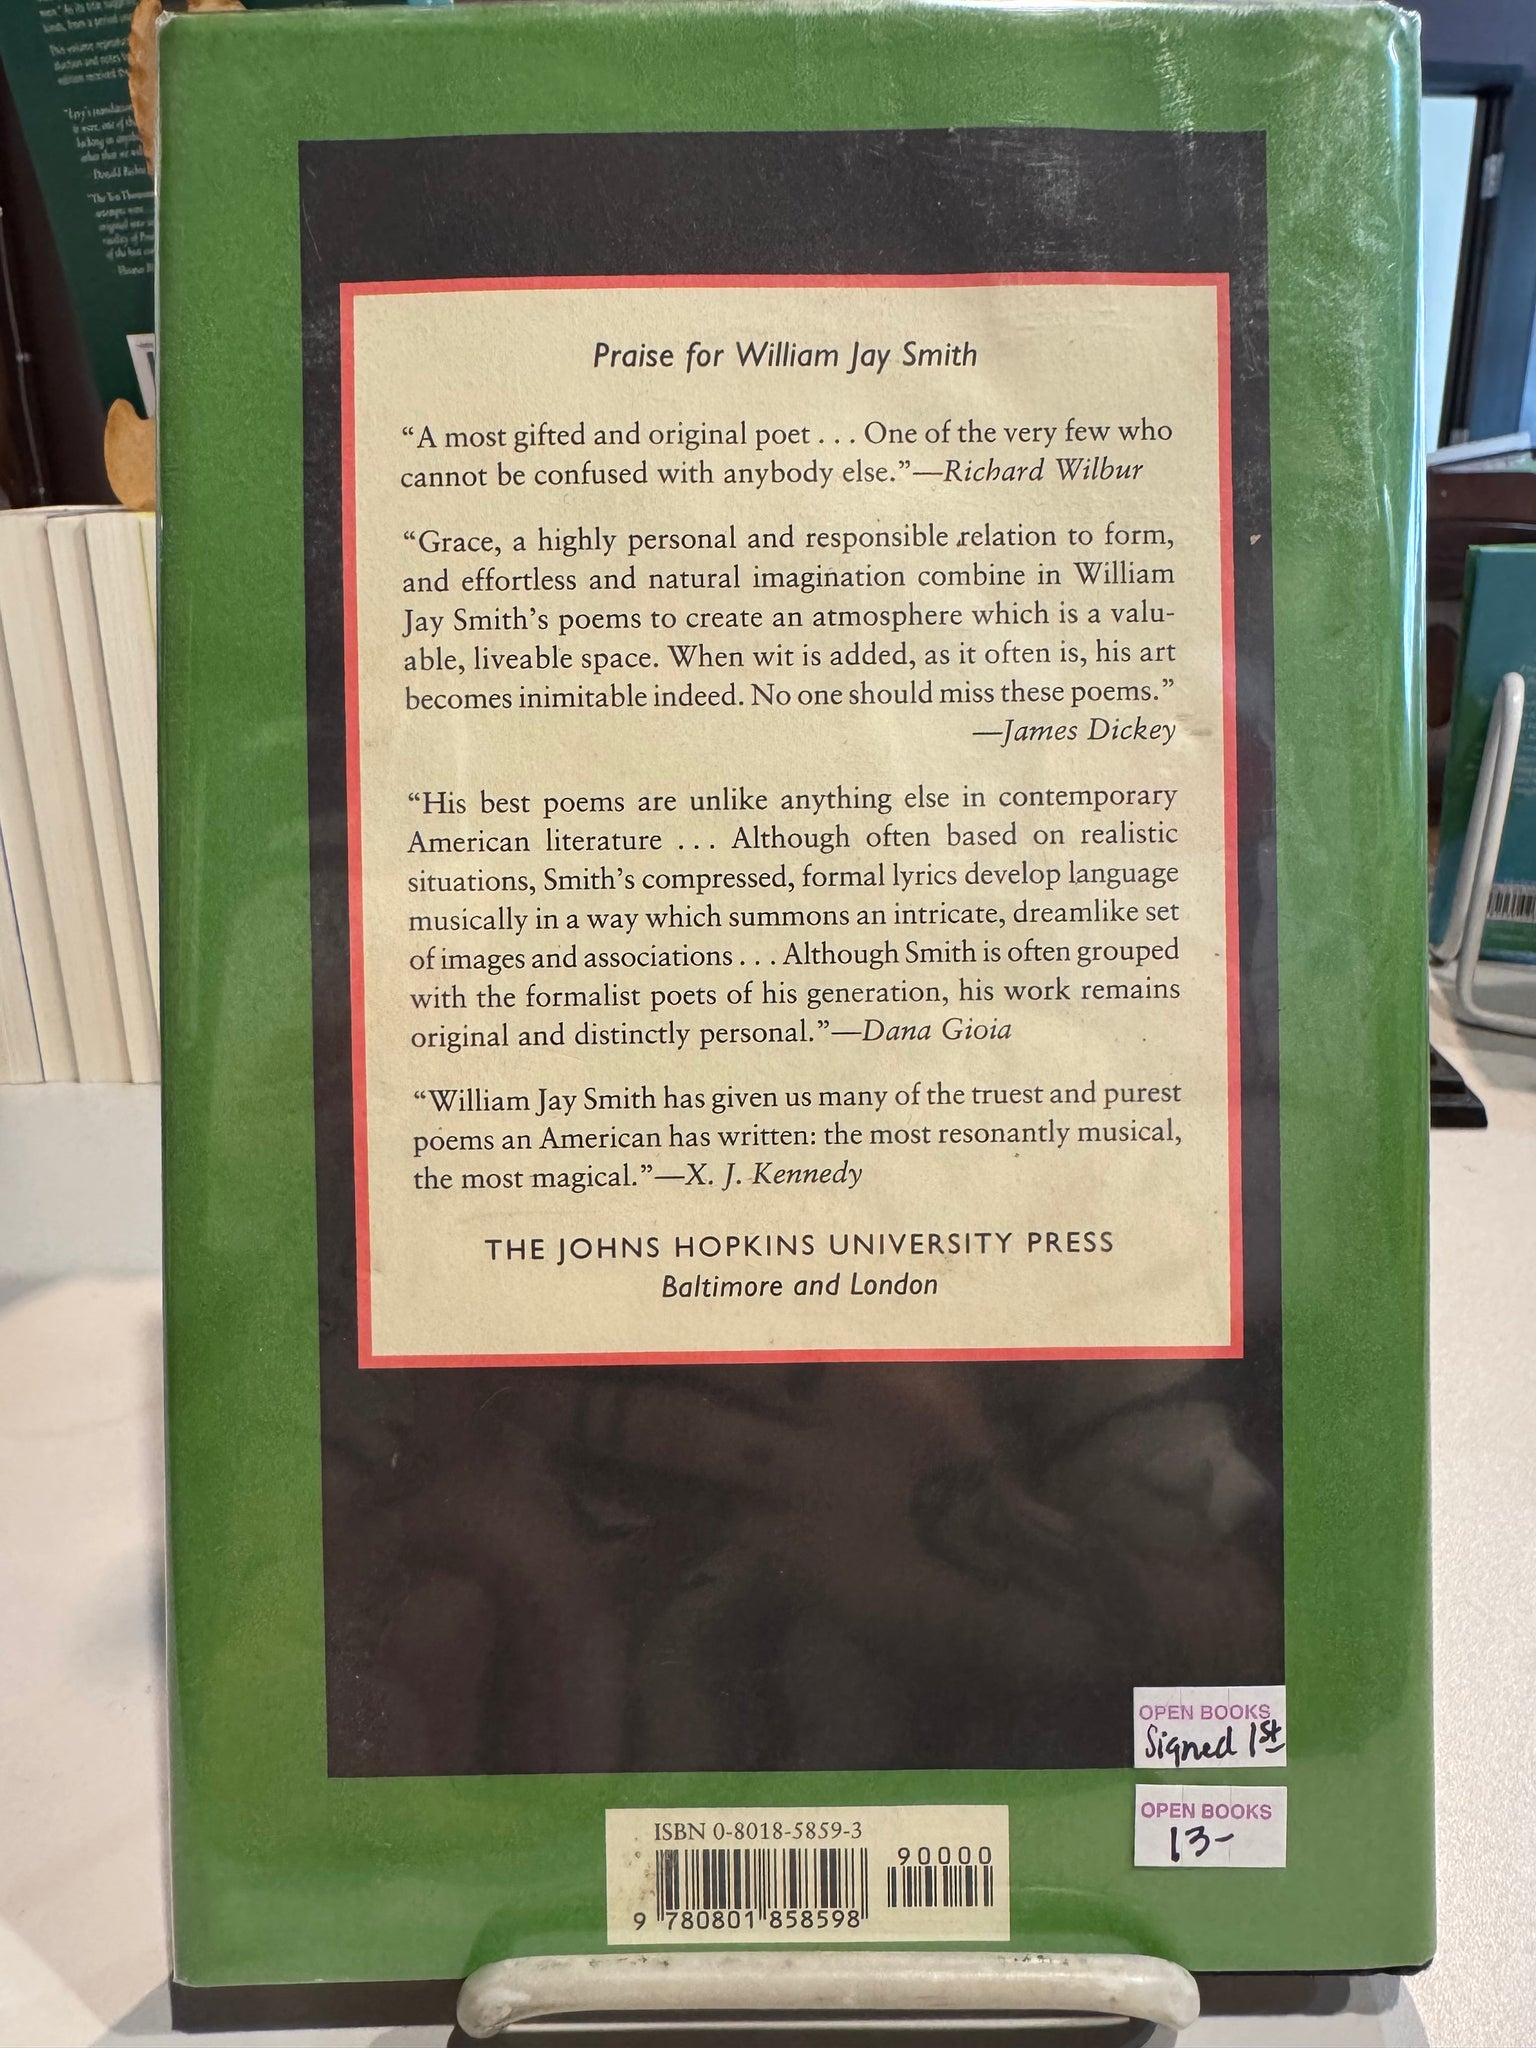 Praise for William Jay Smith
“A most gifted and original poet . . . One of the very few who
cannot be confused with anybody else.”—Richard Wilbur
“Grace, a highly personal and responsible relation to form,
and effortless and natural imagination combine in William
Jay Smith’s poems to create an atmosphere which is a valu-
able, liveable space. When wit is added, as it often is, his art
becomes inimitable indeed. No one should miss these poems.”
—James Dickey
“His best poems are unlike anything else in contemporary
American literature . . . Although often based on realistic
situations, Smith’s compressed, formal lyrics develop language
musically in a way which summons an intricate, dreamlike set
of images and associations . . . Although Smith is often grouped
with the formalist poets of his generation, his work remains
original and distinctly personal.”—Dana Gioia
“William Jay Smith has given us many of the truest and purest
poems an American has written: the most resonantly musical,
the most magical.”—X. J. Kennedy
THE JOHNS HOPKINS UNIVERSITY PRESS
Baltimore and London
OPEN BOOKS
Signed 1st
OPEN BOOKS
13-
ISBN 0-8018-5859-3
90000
9 780801 858598